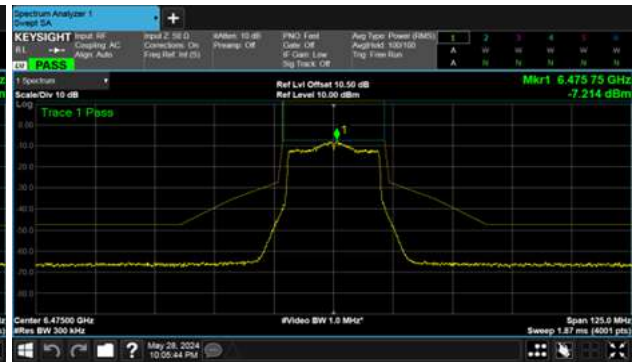 Spectrum Analyzer 1
Swept SA
+
KEYSIGHT
RL
Input: RF
Coupling: AC
Align: Auto
Input Z: 50 Ω
Corrections: On
Freq Ref: Int (S)
#Atten: 10 dB
Preamp: Off
PNO: Fast
Gate: Off
IF Gain: Low
Sig Track: Off
Avg Type: Power (RMS)
Avg|Hold: 100/100
Trig: Free Run
1 2 3 4 5 6
A W W W W W
A N N N N N
LU PASS
1 Spectrum
Scale/Div 10 dB
Ref Lvl Offset 10.50 dB
Ref Level 10.00 dBm
Mkr1 6.475 75 GHz
-7.214 dBm
Log
Trace 1 Pass
1
0.00
-10.0
-20.0
-30.0
-40.0
-50.0
-60.0
-70.0
-80.0
Center 6.47500 GHz
#Res BW 300 kHz
#Video BW 1.0 MHz*
Span 125.0 MHz
Sweep 1.87 ms (4001 pts)
?
May 28, 2024
10:05:44 PM